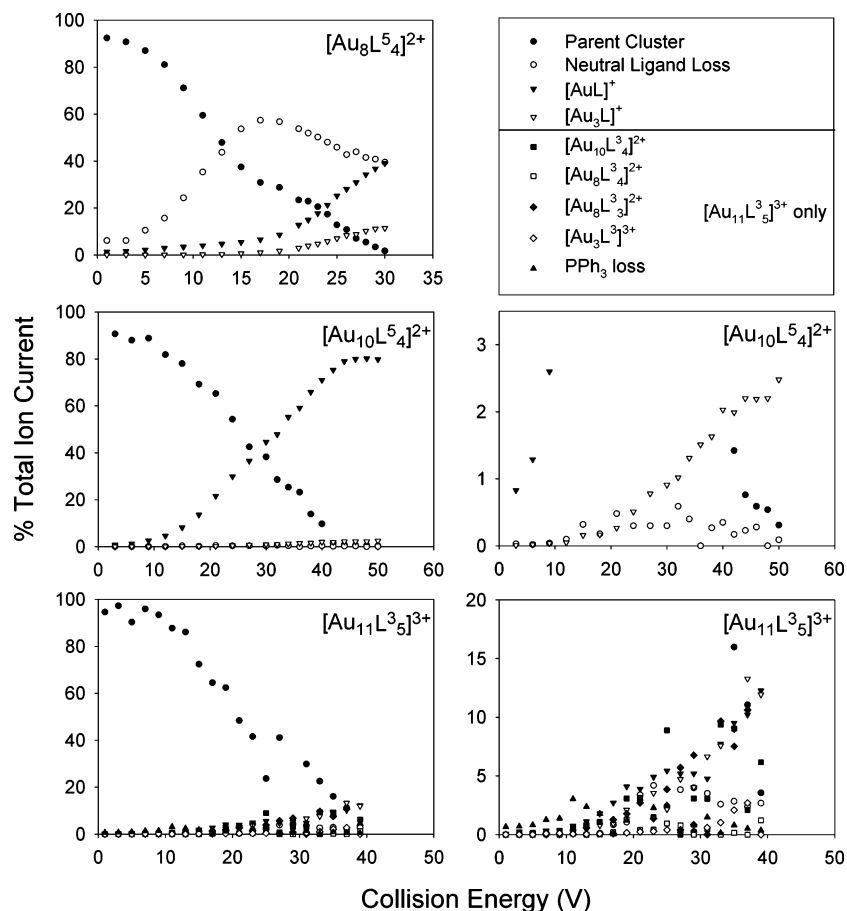 % Total Ion Current
[Au₈L⁵₄]²⁺
100
80
60
40
20
0
0 5 10 15 20 25 30 35
Parent Cluster
Neutral Ligand Loss
[AuL]⁺
[Au₃L]⁺
[Au₁₀L³₄]²⁺
[Au₈L³₄]²⁺
[Au₈L³₃]²⁺
[Au₃L³]³⁺
PPh₃ loss
[Au₁₁L³₅]³⁺ only
[Au₁₀L⁵₄]²⁺
100
80
60
40
20
0
0 10 20 30 40 50 60
[Au₁₀L⁵₄]²⁺
3
2
1
0
0 10 20 30 40 50 60
[Au₁₁L³₅]³⁺
100
80
60
40
20
0
0 10 20 30 40 50
[Au₁₁L³₅]³⁺
20
15
10
5
0
0 10 20 30 40 50
Collision Energy (V)